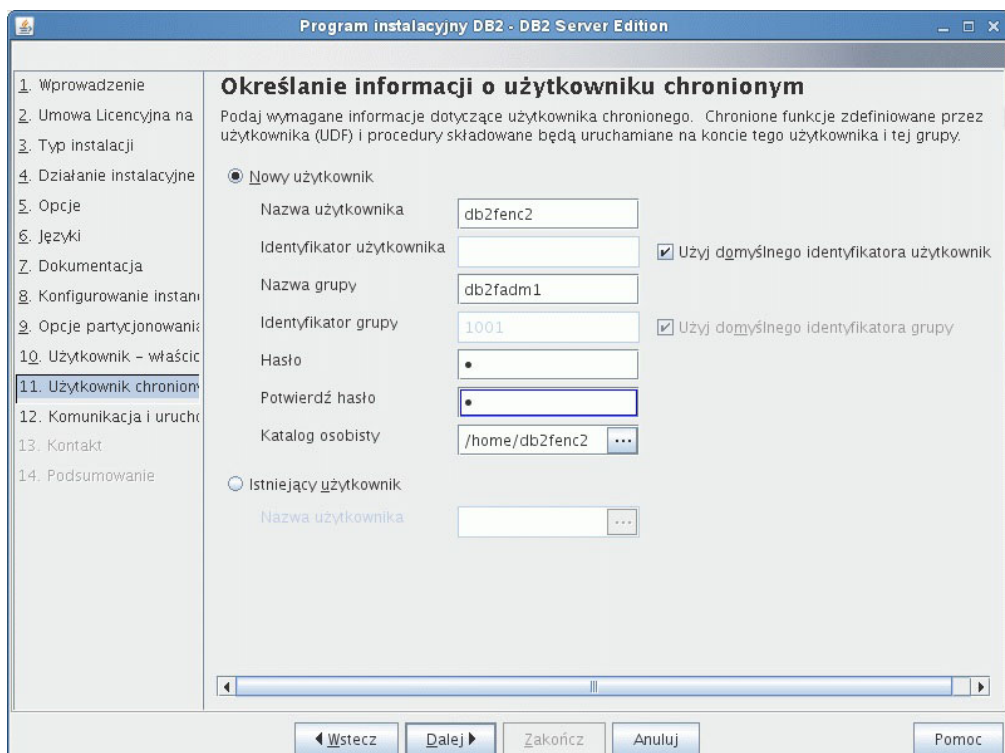 Program instalacyjny DB2 - DB2 Server Edition
1. Wprowadzenie
2. Umowa Licencyjna na
3. Typ instalacji
4. Działanie instalacyjne
5. Opcje
6. Języki
7. Dokumentacja
8. Konfigurowanie instan
9. Opcje partycjonowania
10. Użytkownik – właścic
11. Użytkownik chroniony
12. Komunikacja i urucho
13. Kontakt
14. Podsumowanie
Określanie informacji o użytkowniku chronionym
Podaj wymagane informacje dotyczące użytkownika chronionego. Chronione funkcje zdefiniowane przez
użytkownika (UDF) i procedury składowane będą uruchamiane na koncie tego użytkownika i tej grupy.
Nowy użytkownik
Nazwa użytkownika db2fenc2
Identyfikator użytkownika Użyj domyślnego identyfikatora użytkownik
Nazwa grupy db2fadm1
Identyfikator grupy 1001 Użyj domyślnego identyfikatora grupy
Hasło •
Potwierdź hasło •
Katalog osobisty /home/db2fenc2 ...
Istniejący użytkownik
Nazwa użytkownika ...
Wstecz Dalej Zakończ Anuluj Pomoc